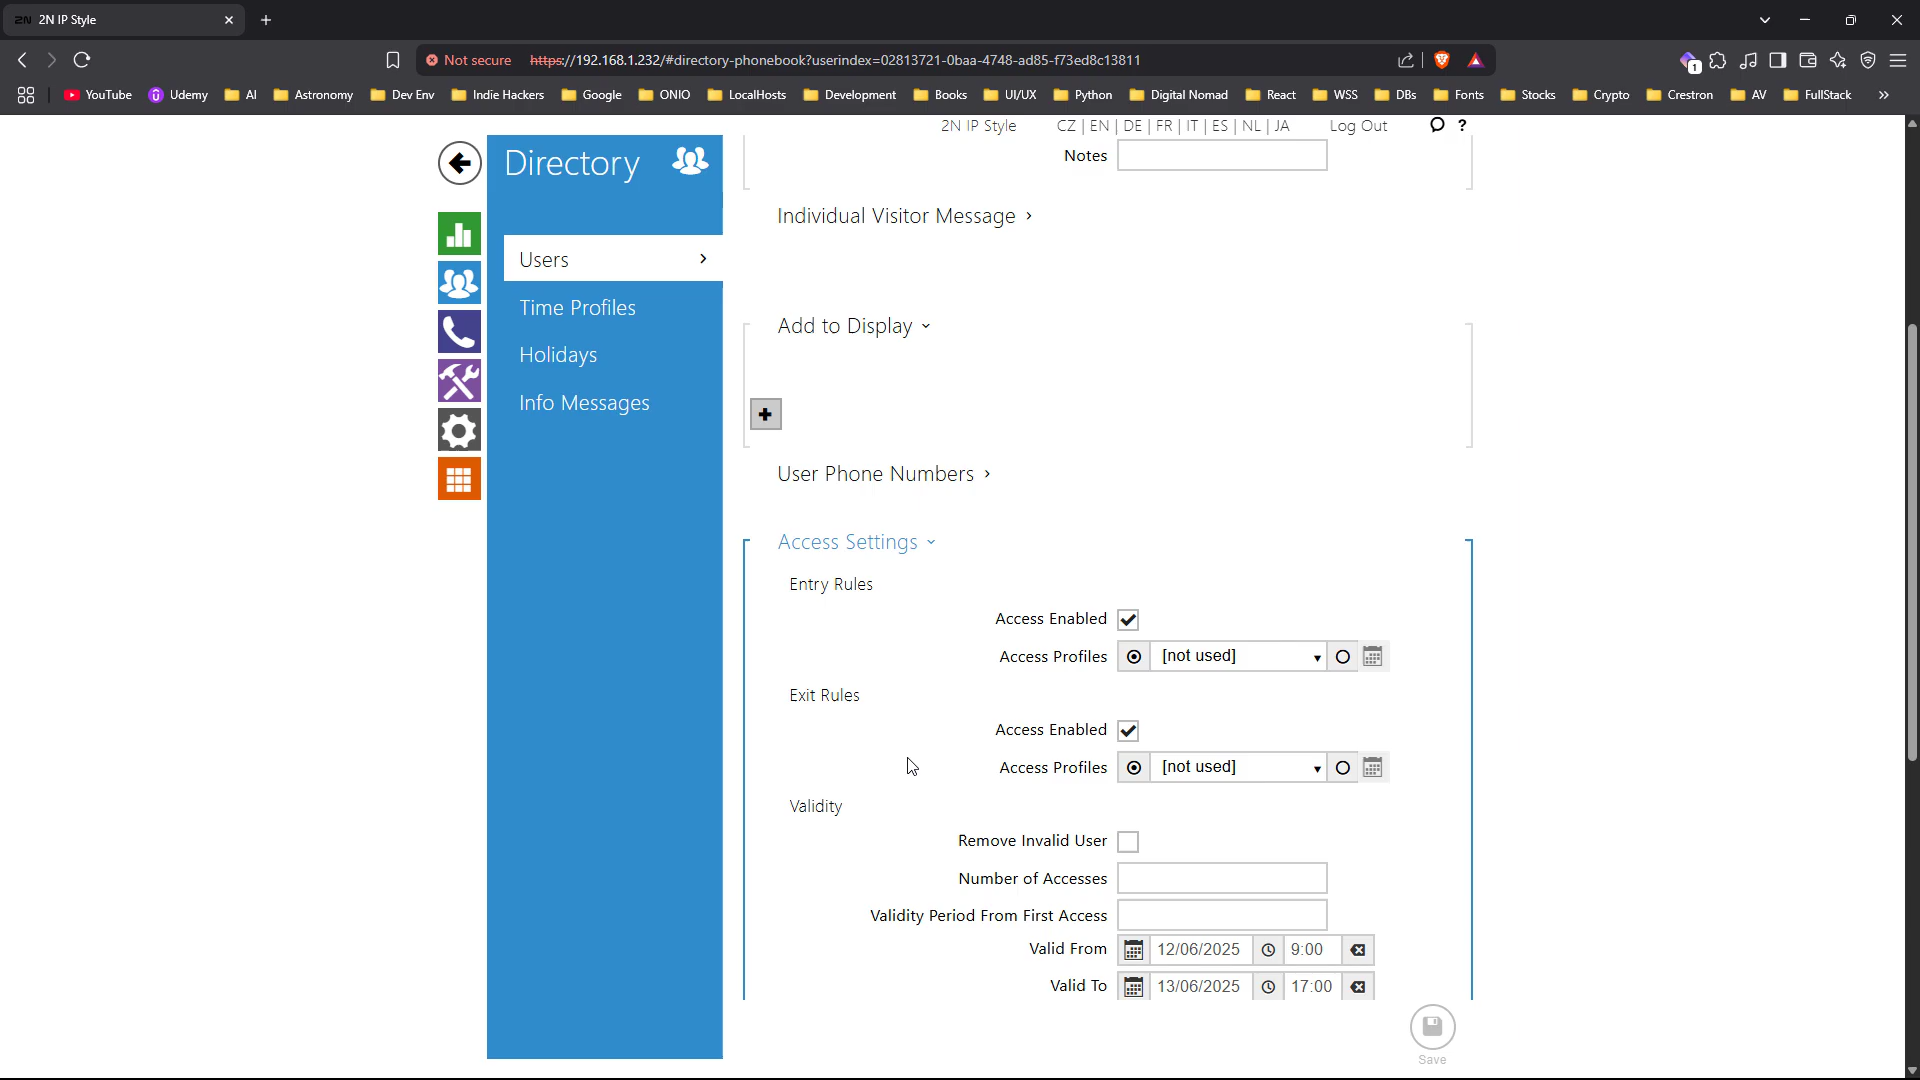 2N IP Style
Not secure https://192.168.1.232/#directory-phonebook?userindex=02813721-0baa-4748-ad85-f73ed8c13811
1
YouTube Udemy AI Astronomy Dev Env Indie Hackers Google ONIO LocalHosts Development Books UI/UX Python Digital Nomad React WSS DBs Fonts Stocks Crypto Crestron AV FullStack »
2N IP Style CZ | EN | DE | FR | IT | ES | NL | JA Log Out ?
Directory
Users
Time Profiles
Holidays
Info Messages
Notes
Individual Visitor Message
Add to Display
User Phone Numbers
Access Settings
Entry Rules
Access Enabled
Access Profiles [not used]
Exit Rules
Access Enabled
Access Profiles [not used]
Validity
Remove Invalid User
Number of Accesses
Validity Period From First Access
Valid From 12/06/2025 9:00
Valid To 13/06/2025 17:00
Save